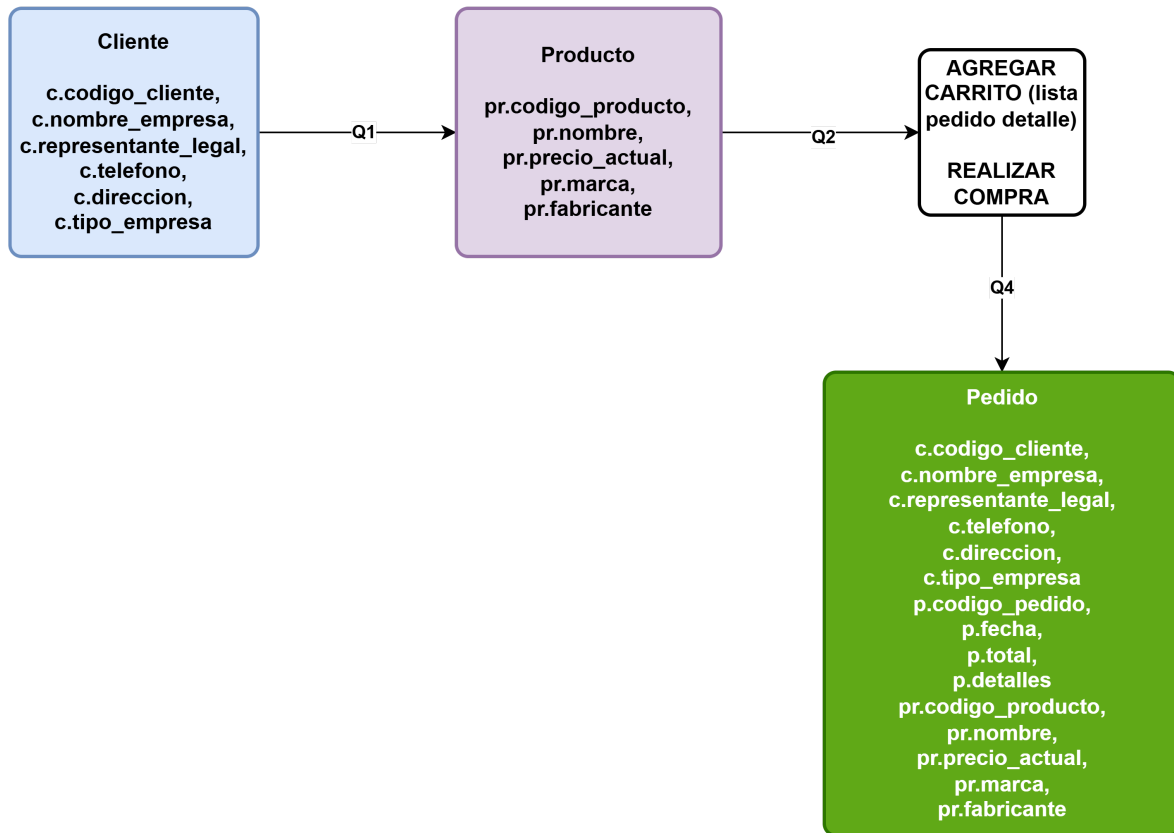 Cliente
c.codigo_cliente,
c.nombre_empresa,
c.representante_legal,
c.telefono,
c.direccion,
c.tipo_empresa
Q1
Producto
pr.codigo_producto,
pr.nombre,
pr.precio_actual,
pr.marca,
pr.fabricante
Q2
AGREGAR
CARRITO (lista
pedido detalle)
REALIZAR
COMPRA
Q4
Pedido
c.codigo_cliente,
c.nombre_empresa,
c.representante_legal,
c.telefono,
c.direccion,
c.tipo_empresa
p.codigo_pedido,
p.fecha,
p.total,
p.detalles
pr.codigo_producto,
pr.nombre,
pr.precio_actual,
pr.marca,
pr.fabricante